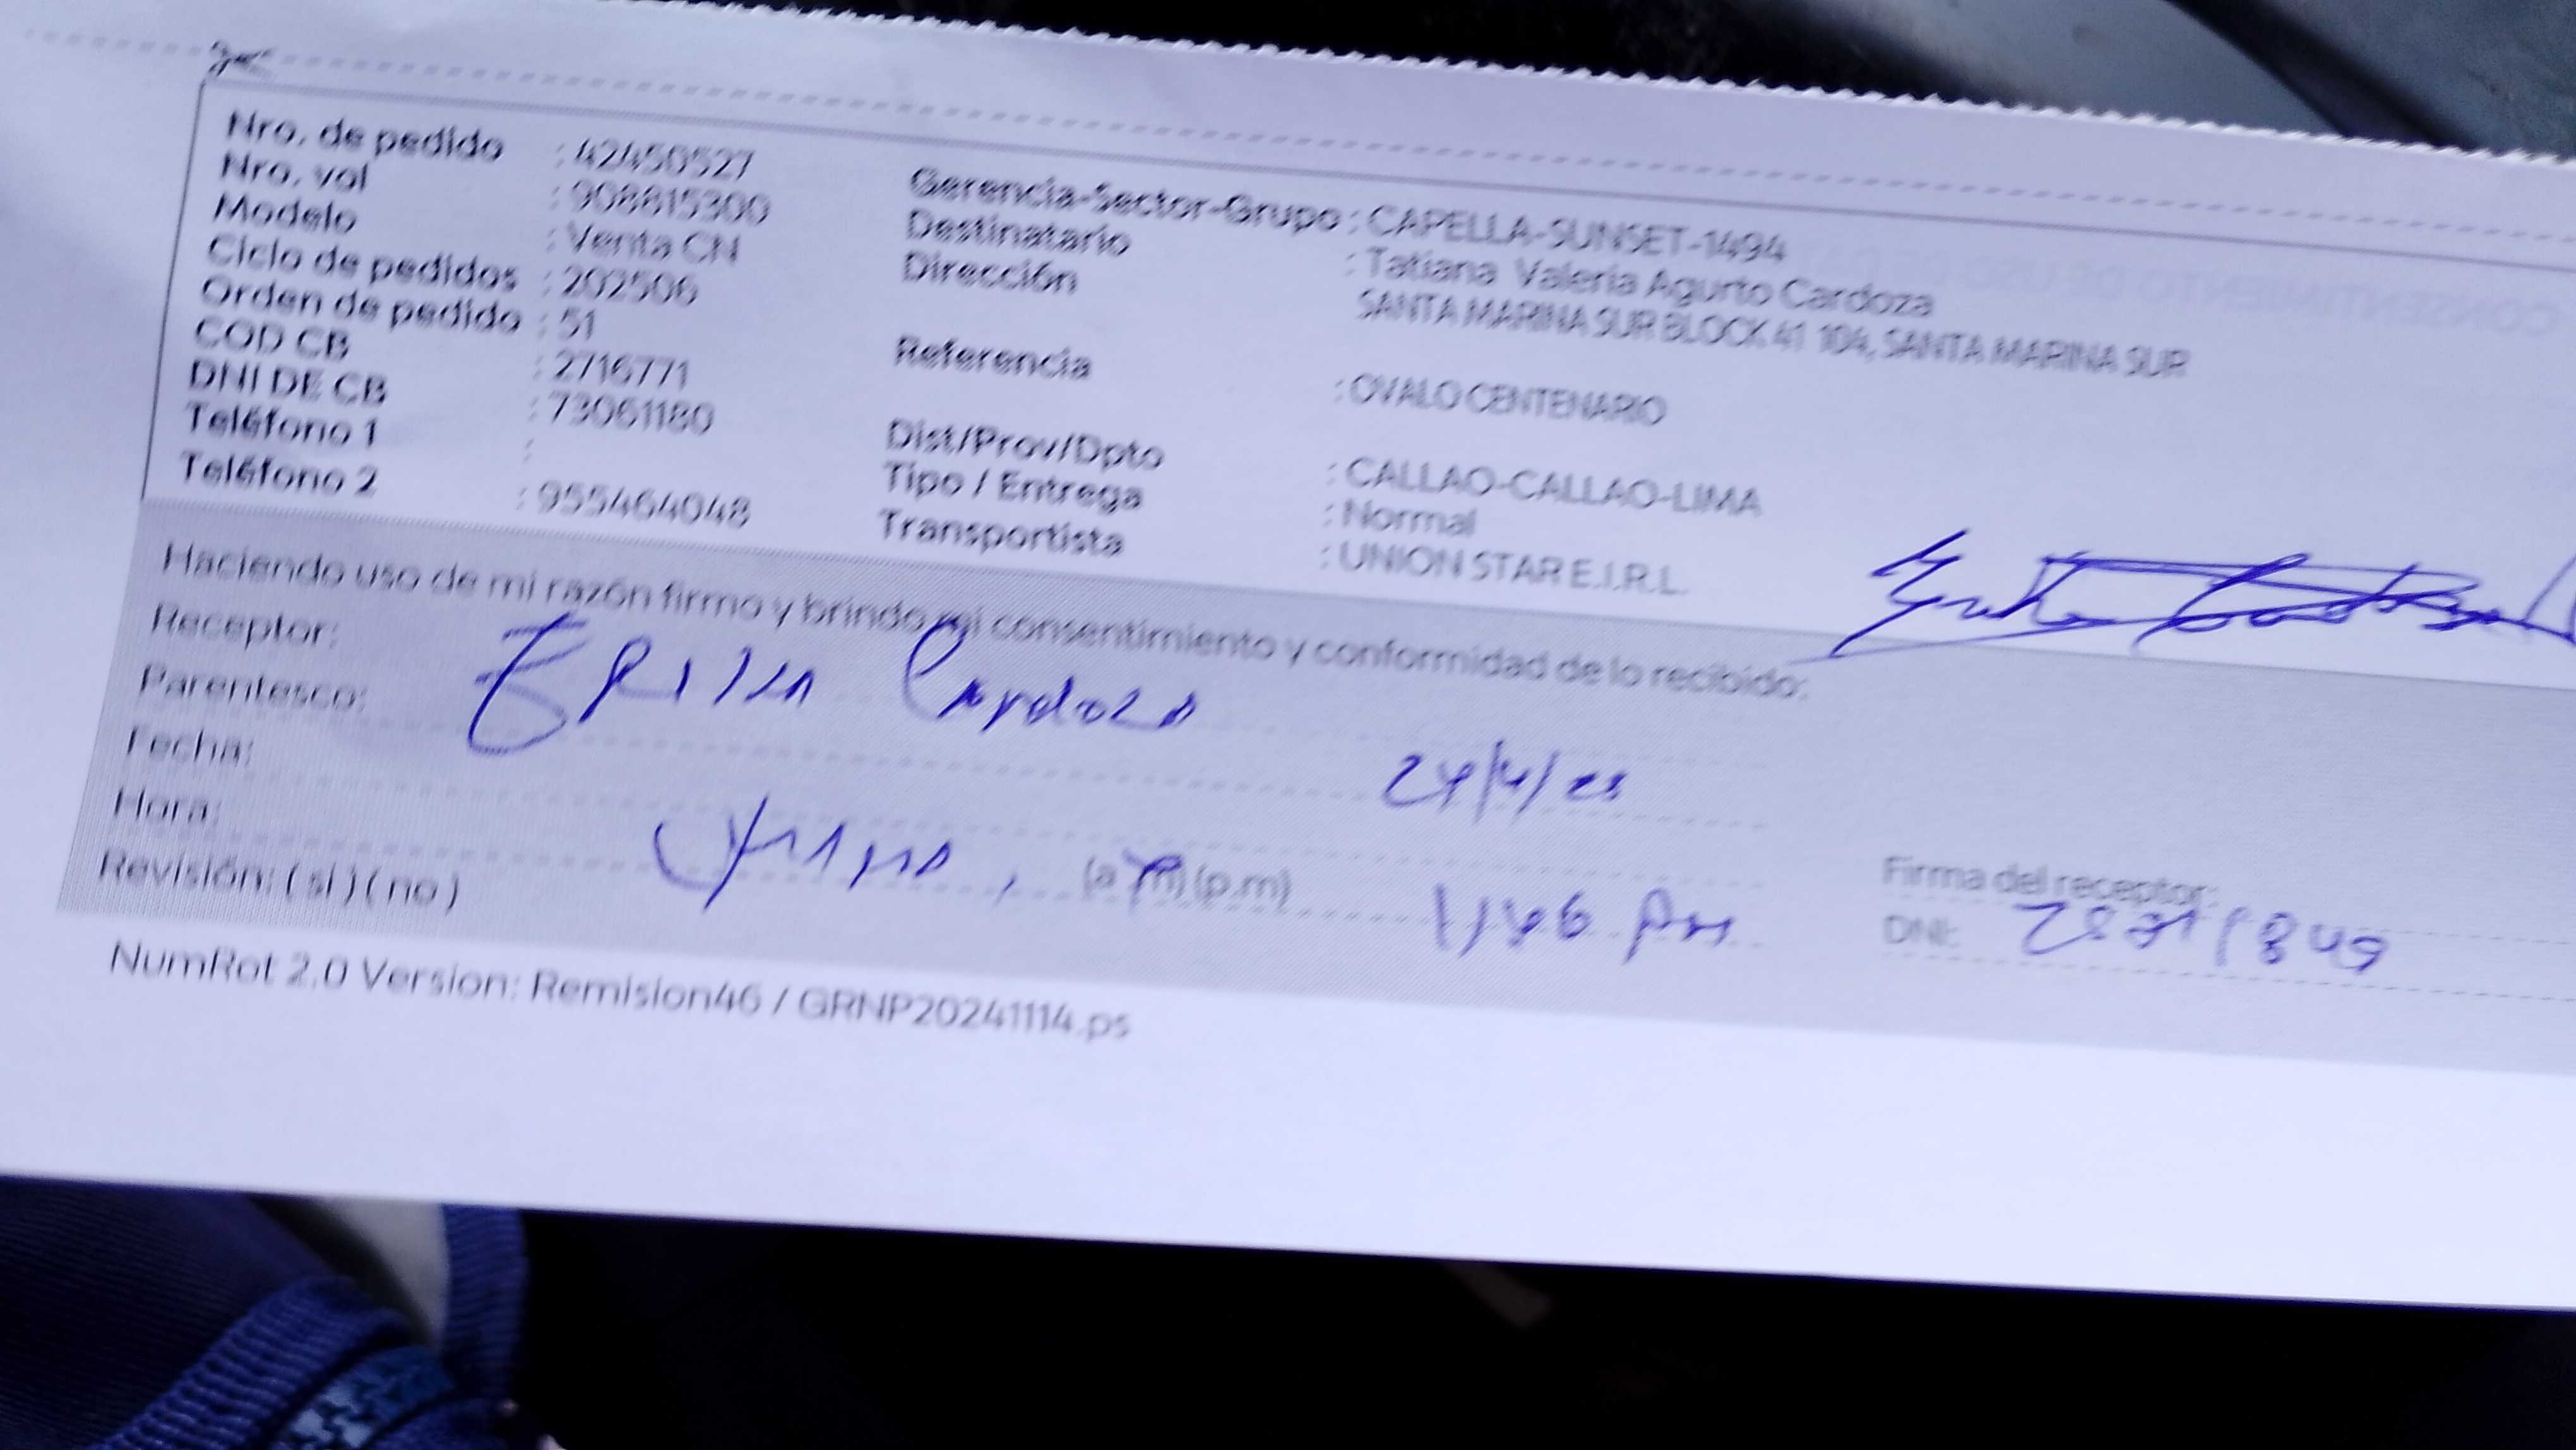 Nro. de pedido : 42450527
Nro. vol : 908815300
Modelo : Venta CN
Ciclo de pedidos : 202506
Orden de pedido : 51
COD CB : 2716771
DNI DE CB : 73061180
Teléfono 1 :
Teléfono 2 : 955464048
Gerencia-Sector-Grupo : CAPELLA-SUNSET-1494
Destinatario : Tatiana Valeria Agurto Cardoza
Dirección SANTA MARINA SUR BLOCK 41 104, SANTA MARINA SUR
Referencia : OVALO CENTENARIO
Dist/Prov/Dpto : CALLAO-CALLAO-LIMA
Tipo / Entrega : Normal
Transportista : UNION STAR E.I.R.L.
Haciendo uso de mi razón firmo y brindo mi consentimiento y conformidad de lo recibido:
Receptor: Cardoza
Parentesco:
Fecha:
Hora: (a.m) (p.m)
Revisión: ( si ) ( no )
Firma del receptor:
DNI:
NumRot 2.0 Version: Remision46 / GRNP20241114.ps